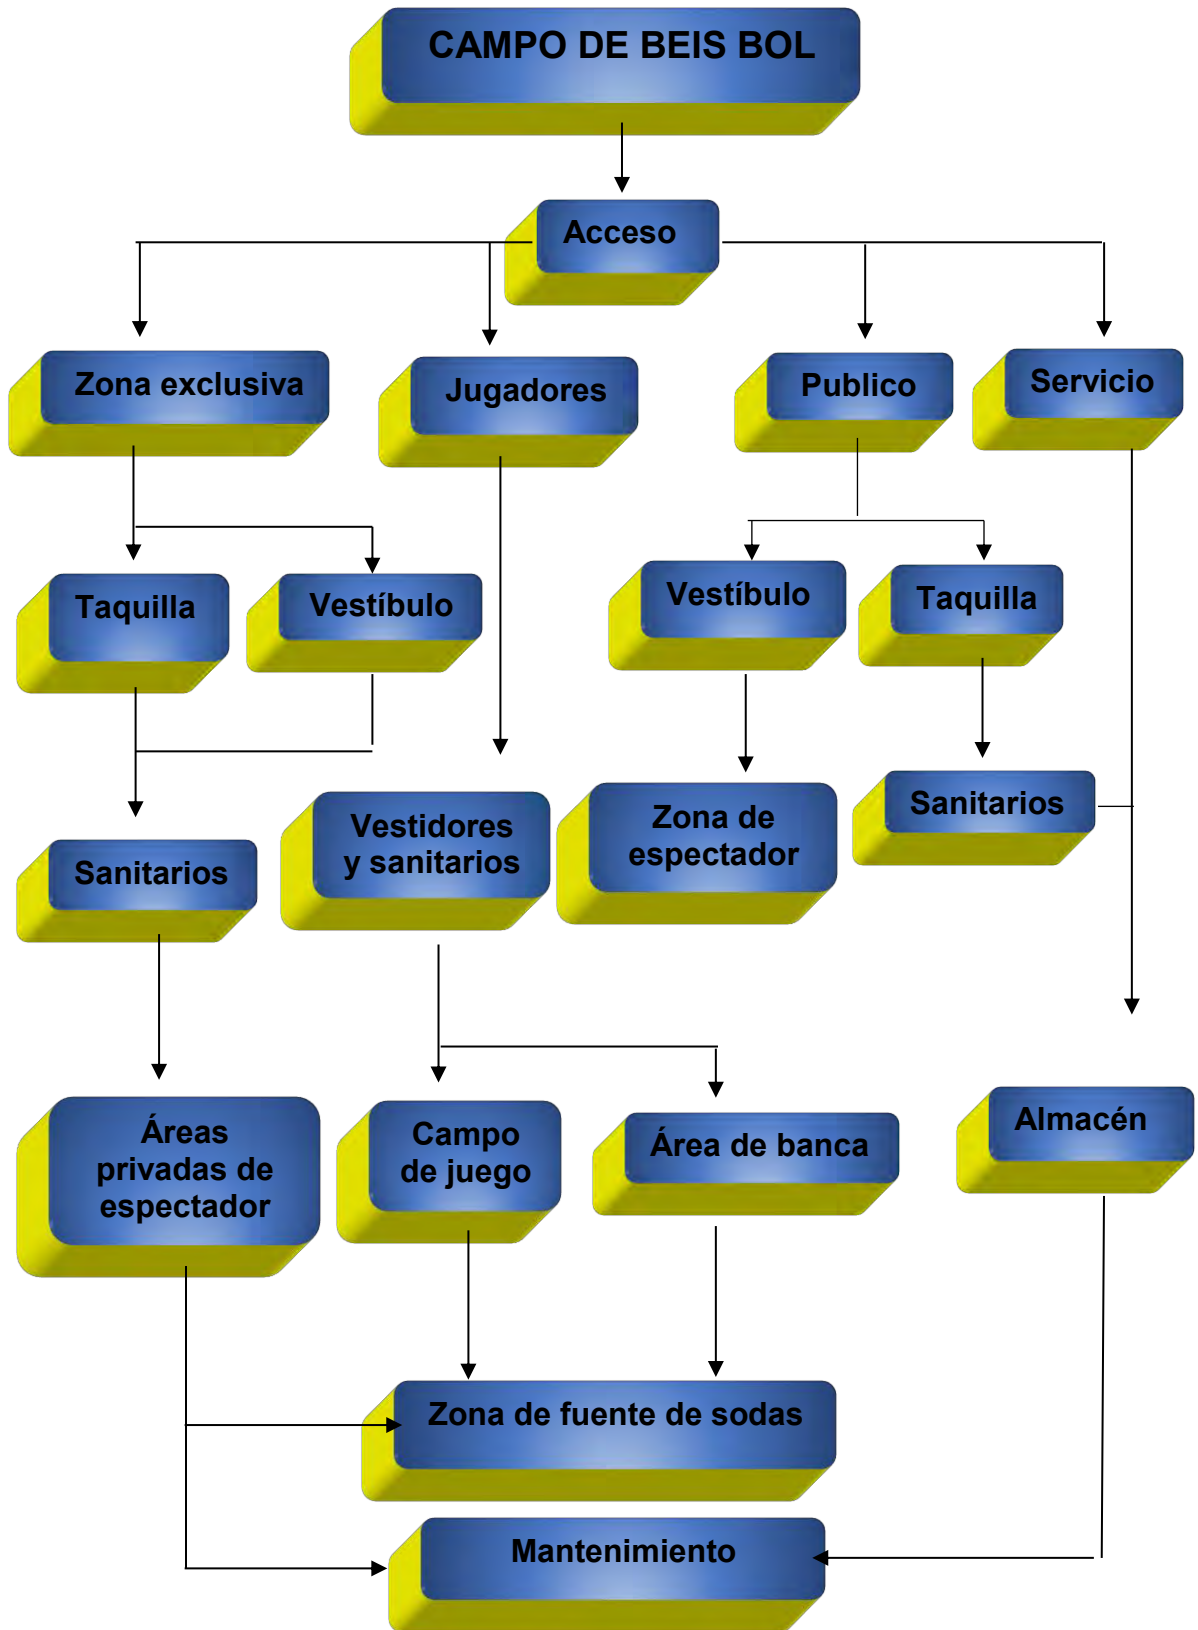 CAMPO DE BEIS BOL
Acceso
Zona exclusiva
Jugadores
Publico
Servicio
Taquilla
Vestíbulo
Vestíbulo
Taquilla
Sanitarios
Vestidores
y sanitarios
Zona de
espectador
Sanitarios
Áreas
privadas de
espectador
Campo
de juego
Área de banca
Almacén
Zona de fuente de sodas
Mantenimiento